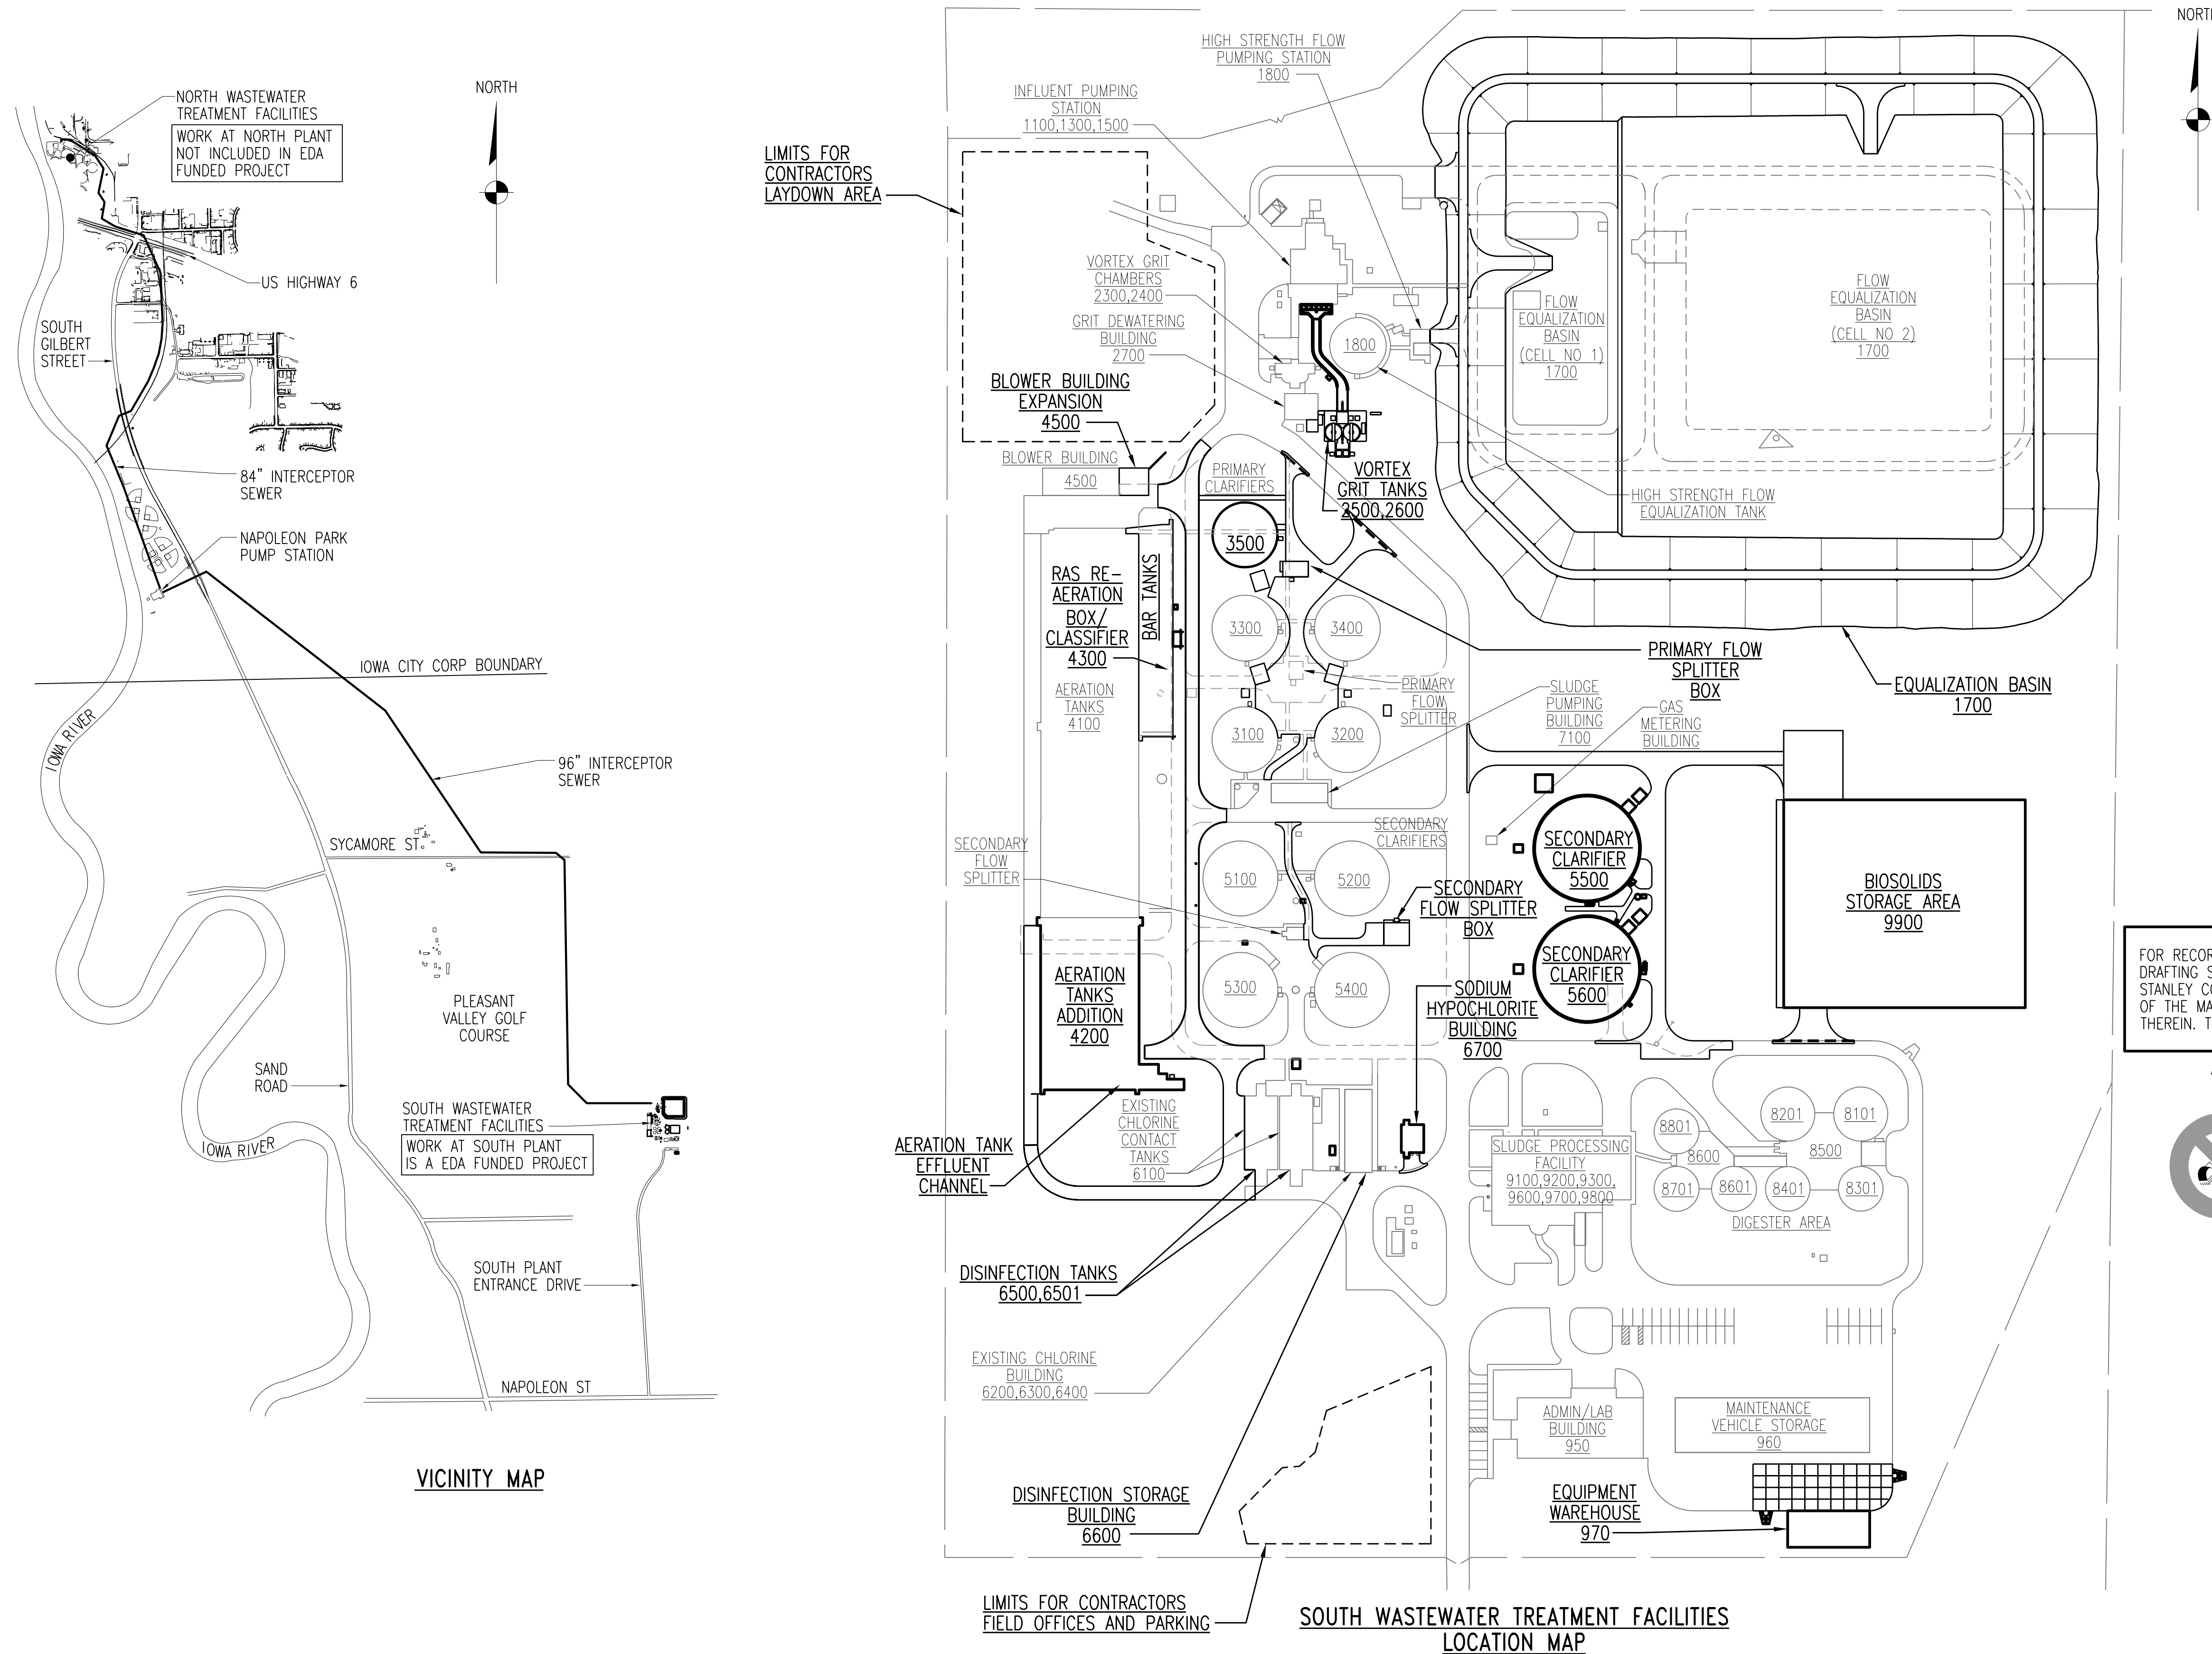 NORTH WASTEWATER
TREATMENT FACILITIES
WORK AT NORTH PLANT
NOT INCLUDED IN EDA
FUNDED PROJECT
NORTH
US HIGHWAY 6
SOUTH
GILBERT
STREET
84" INTERCEPTOR
SEWER
NAPOLEON PARK
PUMP STATION
IOWA CITY CORP BOUNDARY
IOWA RIVER
96" INTERCEPTOR
SEWER
SYCAMORE ST
PLEASANT
VALLEY GOLF
COURSE
SAND
ROAD
SOUTH WASTEWATER
TREATMENT FACILITIES
WORK AT SOUTH PLANT
IS A EDA FUNDED PROJECT
IOWA RIVER
SOUTH PLANT
ENTRANCE DRIVE
NAPOLEON ST
VICINITY MAP
HIGH STRENGTH FLOW
PUMPING STATION
1800
INFLUENT PUMPING
STATION
1100,1300,1500
LIMITS FOR
CONTRACTORS
LAYDOWN AREA
VORTEX GRIT
CHAMBERS
2300,2400
GRIT DEWATERING
BUILDING
2700
BLOWER BUILDING
EXPANSION
4500
BLOWER BUILDING
4500
1800
FLOW
EQUALIZATION
BASIN
(CELL NO 1)
1700
FLOW
EQUALIZATION
BASIN
(CELL NO 2)
1700
PRIMARY
CLARIFIERS
VORTEX
GRIT TANKS
2500,2600
HIGH STRENGTH FLOW
EQUALIZATION TANK
3500
RAS RE-
AERATION
BOX/
CLASSIFIER
4300
BAR TANKS
AERATION
TANKS
4100
3300
3400
3100
3200
PRIMARY
FLOW
SPLITTER
PRIMARY FLOW
SPLITTER
BOX
SLUDGE
PUMPING
BUILDING
7100
GAS
METERING
BUILDING
EQUALIZATION BASIN
1700
SECONDARY
FLOW
SPLITTER
SECONDARY
CLARIFIERS
5100
5200
5300
5400
SECONDARY
FLOW SPLITTER
BOX
SECONDARY
CLARIFIER
5500
SECONDARY
CLARIFIER
5600
BIOSOLIDS
STORAGE AREA
9900
AERATION
TANKS
ADDITION
4200
SODIUM
HYPOCHLORITE
BUILDING
6700
AERATION TANK
EFFLUENT
CHANNEL
EXISTING
CHLORINE
CONTACT
TANKS
6100
SLUDGE PROCESSING
FACILITY
9100,9200,9300,
9600,9700,9800
8801
8201
8101
8600
8500
8701
8601
8401
8301
DIGESTER AREA
DISINFECTION TANKS
6500,6501
EXISTING CHLORINE
BUILDING
6200,6300,6400
ADMIN/LAB
BUILDING
950
MAINTENANCE
VEHICLE STORAGE
960
DISINFECTION STORAGE
BUILDING
6600
EQUIPMENT
WAREHOUSE
970
LIMITS FOR CONTRACTORS
FIELD OFFICES AND PARKING
SOUTH WASTEWATER TREATMENT FACILITIES
LOCATION MAP
NORT
FOR RECOR
DRAFTING S
STANLEY CO
OF THE MA
THEREIN. T